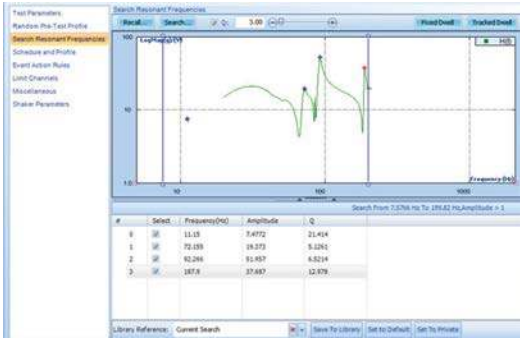 Test Parameters
Random Pre-Test Profile
Search Resonant Frequencies
Schedule and Profile
Event Action Rules
Limit Channels
Miscellaneous
Shaker Parameters
Search Resonant Frequencies
Recall... Search... Q: 3.00 Fixed Dwell Tracked Dwell
LogMag(g)/(V) H(f)
100
10
1.0
10 100 1000
Frequency(Hz)
Search From 7.5766 Hz To 199.82 Hz,Amplitude > 1
# Select Frequency(Hz) Amplitude Q
0 11.15 7.4772 21.414
1 72.155 19.373 5.1261
2 92.266 51.957 6.5214
3 187.9 37.687 12.978
Library Reference: Current Search Save To Library Set to Default Set To Private